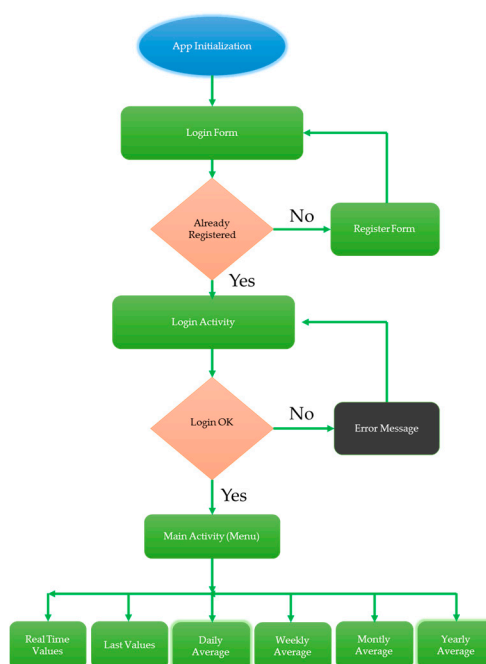 App Initialization
Login Form
Already
Registered
No
Register Form
Yes
Login Activity
Login OK
No
Error Message
Yes
Main Activity (Menu)
Real Time
Values
Last Values
Daily
Average
Weekly
Average
Montly
Average
Yearly
Average